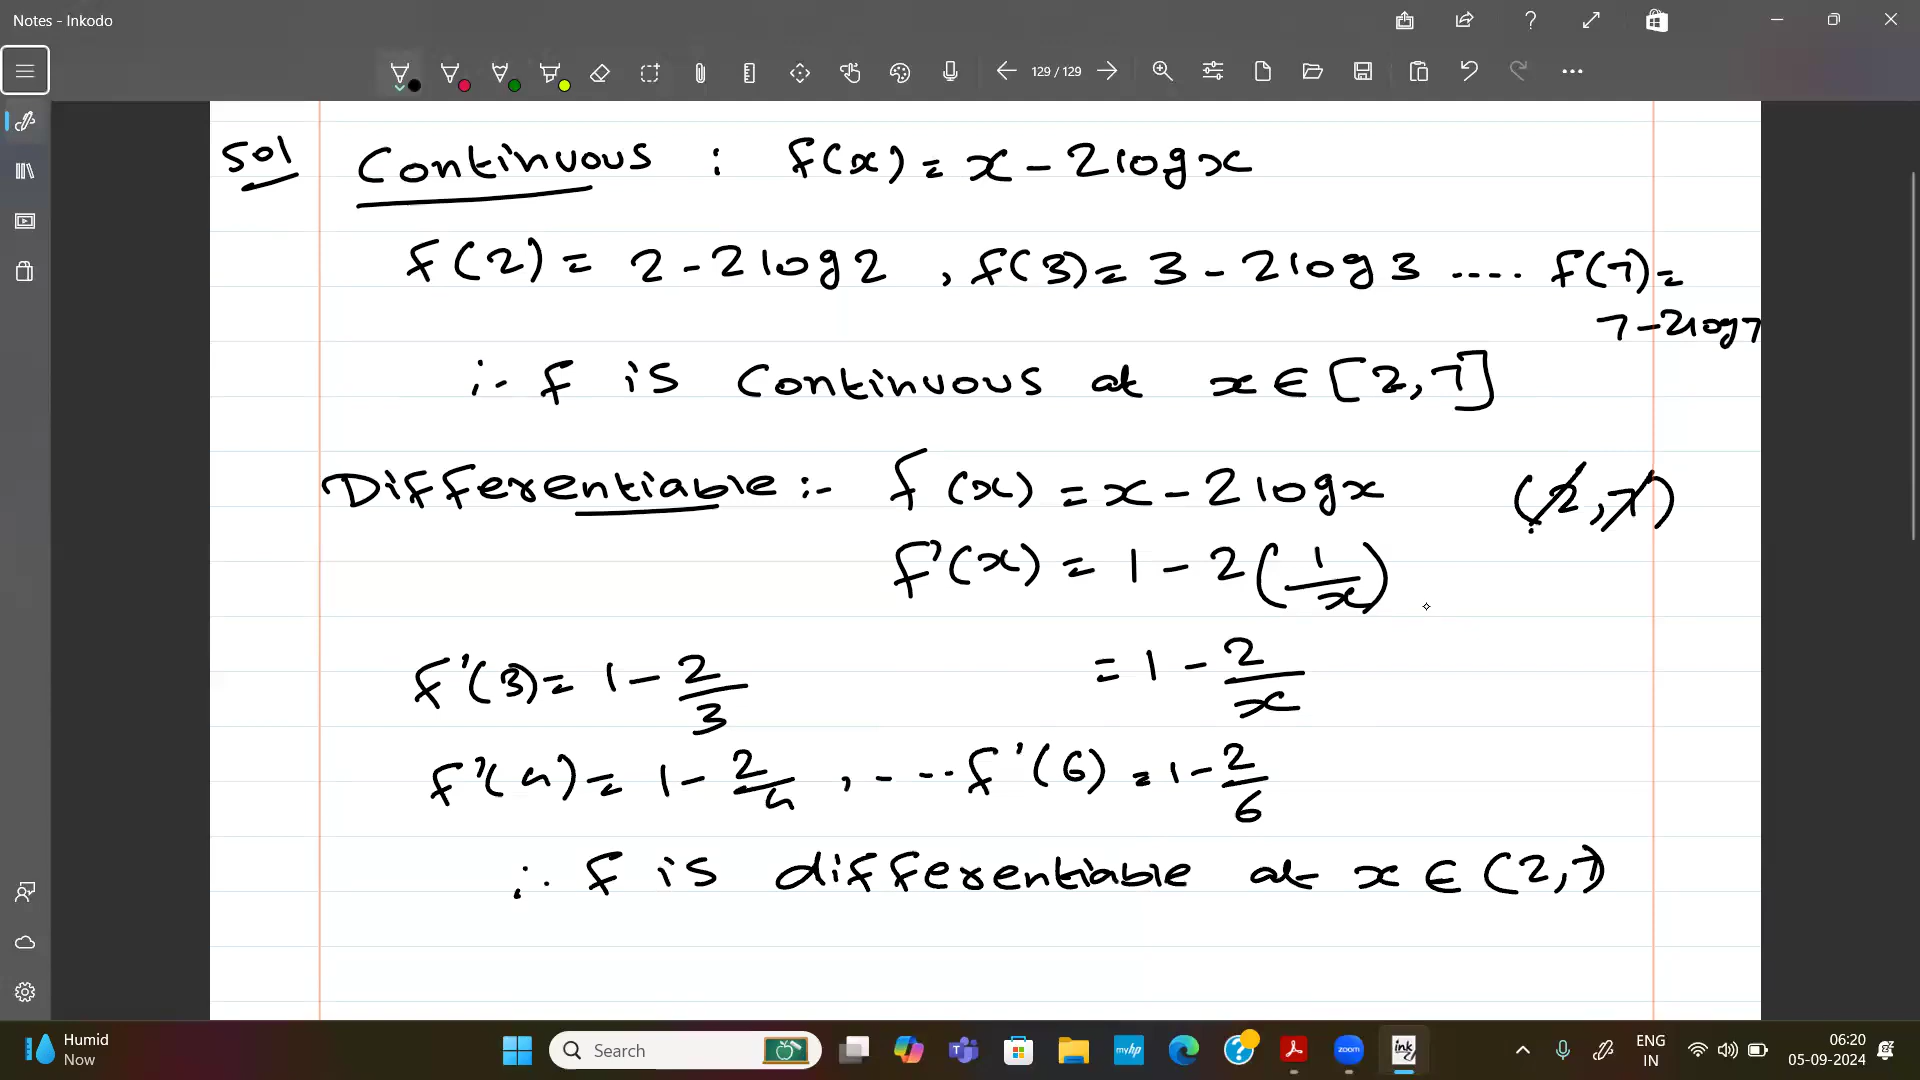 Notes - Inkodo
129 / 129
Sol Continuous : f(x) = x - 2logx
f(2) = 2 - 2log2 , f(3) = 3 - 2log3 .... f(7) =
7 - 2log7
∴ f is continuous at x ∈ [2, 7]
Differentiable :- f(x) = x - 2logx (2, 7)
f'(x) = 1 - 2(1/x)
f'(3) = 1 - 2/3 = 1 - 2/x
f'(4) = 1 - 2/4 , - --- f'(6) = 1 - 2/6
∴ f is differentiable at x ∈ (2, 7)
Humid
Now
Search
myhp
zoom
ink
ENG
IN
06:20
05-09-2024